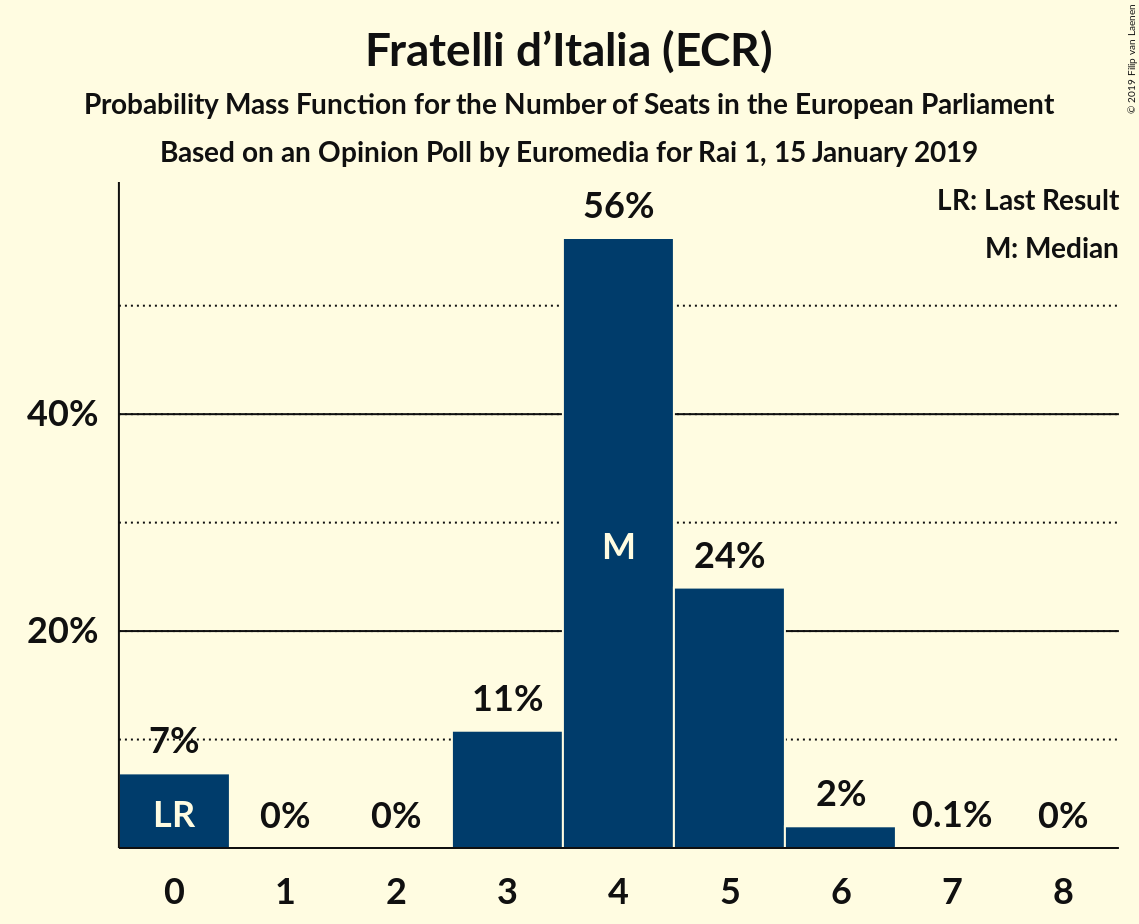 Fratelli d’Italia (ECR)
Probability Mass Function for the Number of Seats in the European Parliament
Based on an Opinion Poll by Euromedia for Rai 1, 15 January 2019
© 2019 Filip van Laenen
LR: Last Result
M: Median
56%
40%
M
24%
20%
11%
7%
LR
0%
0%
2%
0.1%
0%
0 1 2 3 4 5 6 7 8